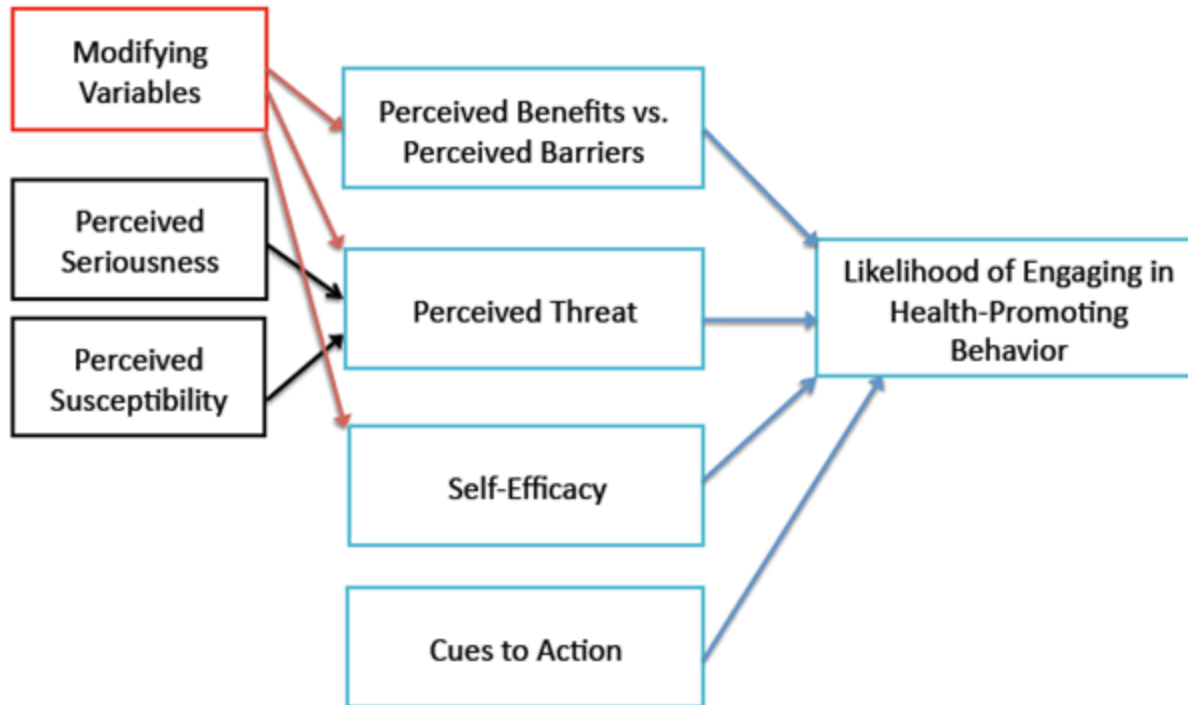 Modifying
Variables
Perceived Benefits vs.
Perceived Barriers
Perceived
Seriousness
Perceived Threat
Likelihood of Engaging in
Health-Promoting
Behavior
Perceived
Susceptibility
Self-Efficacy
Cues to Action